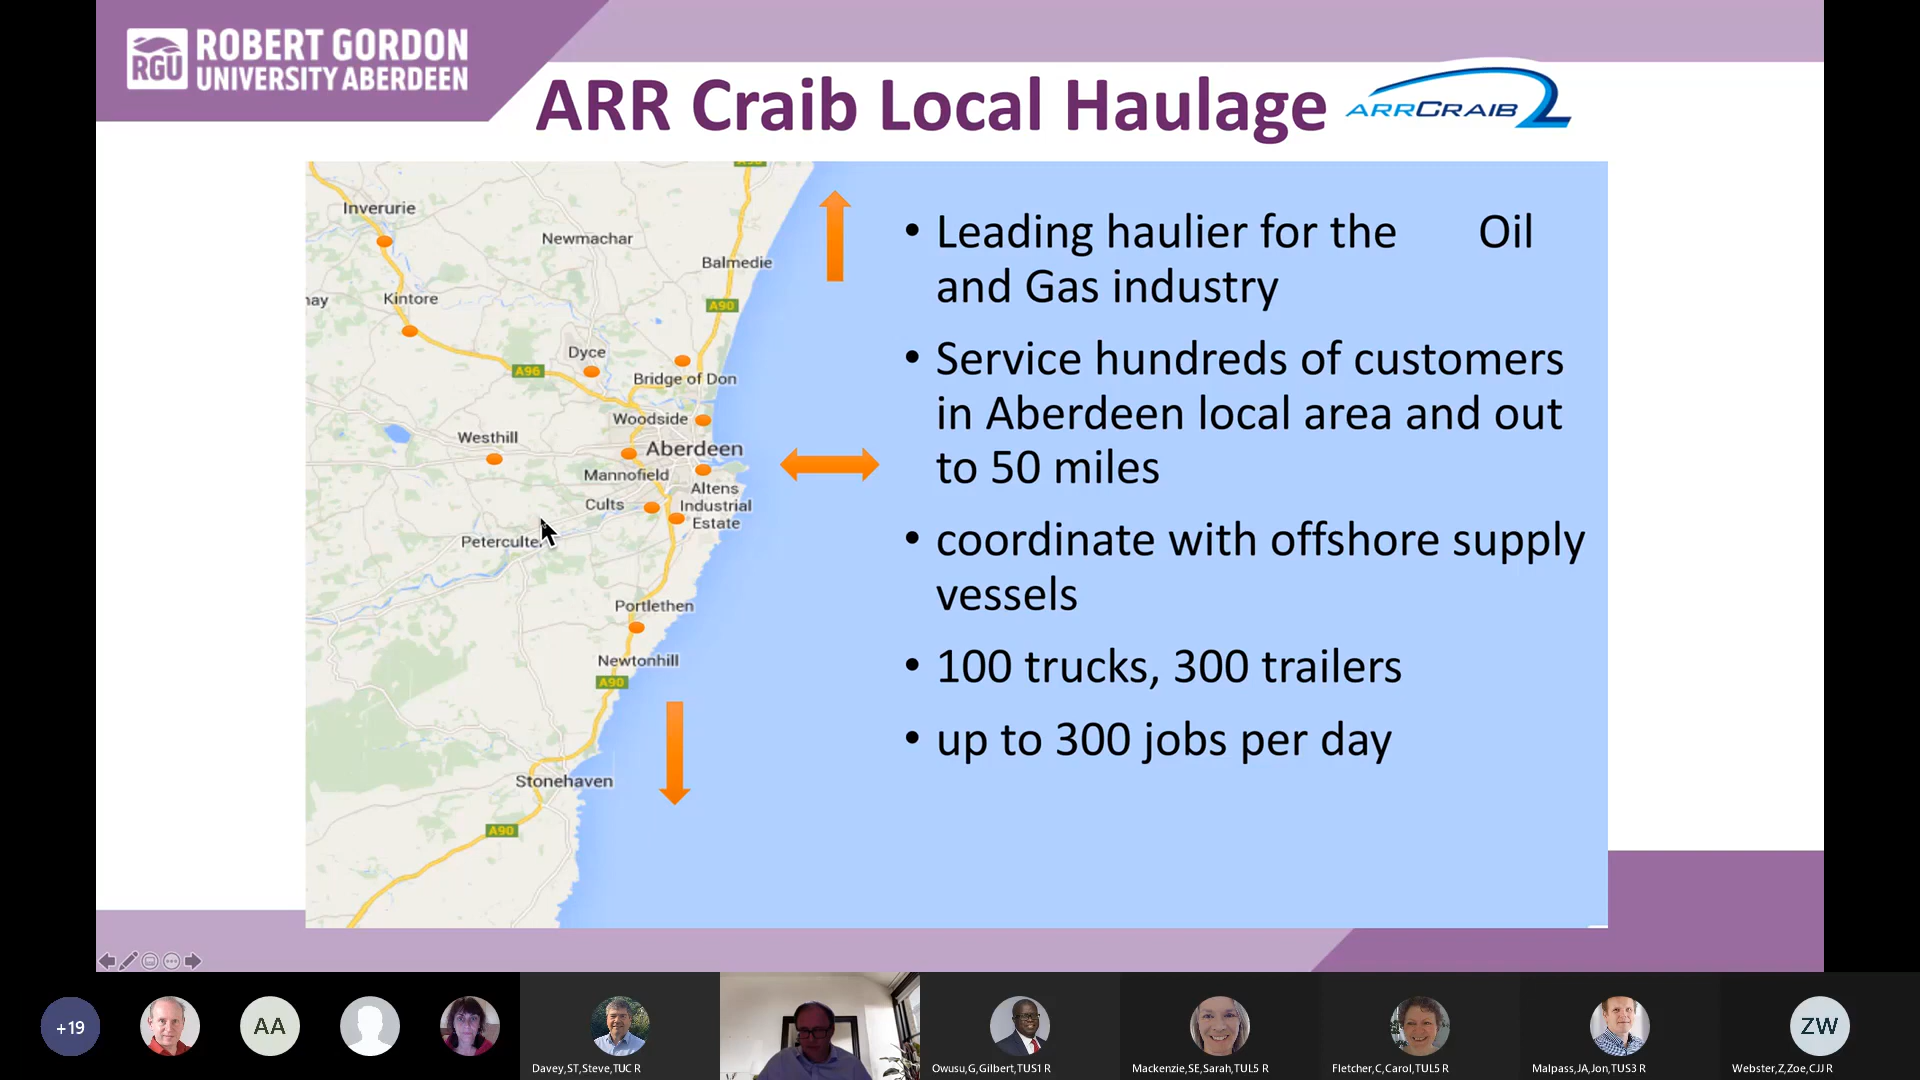 ROBERT GORDON
UNIVERSITY ABERDEEN
RGU
ARR Craib Local Haulage
ARRCRAIB
Inverurie
Newmachar
Balmedie
Kintore
A90
Dyce
A96
Bridge of Don
Woodside
Westhill
Aberdeen
Mannofield
Altens
Industrial
Estate
Cults
Peterculte
Portlethen
Newtonhill
A90
Stonehaven
A90
• Leading haulier for the Oil
and Gas industry
• Service hundreds of customers
in Aberdeen local area and out
to 50 miles
• coordinate with offshore supply
vessels
• 100 trucks, 300 trailers
• up to 300 jobs per day
+19
AA
Davey,ST,Steve,TUC R
Owusu,G,Gilbert,TUS1 R
Mackenzie,SE,Sarah,TUL5 R
Fletcher,C,Carol,TUL5 R
Malpass,JA,Jon,TUS3 R
ZW
Webster,Z,Zoe,CJJ R